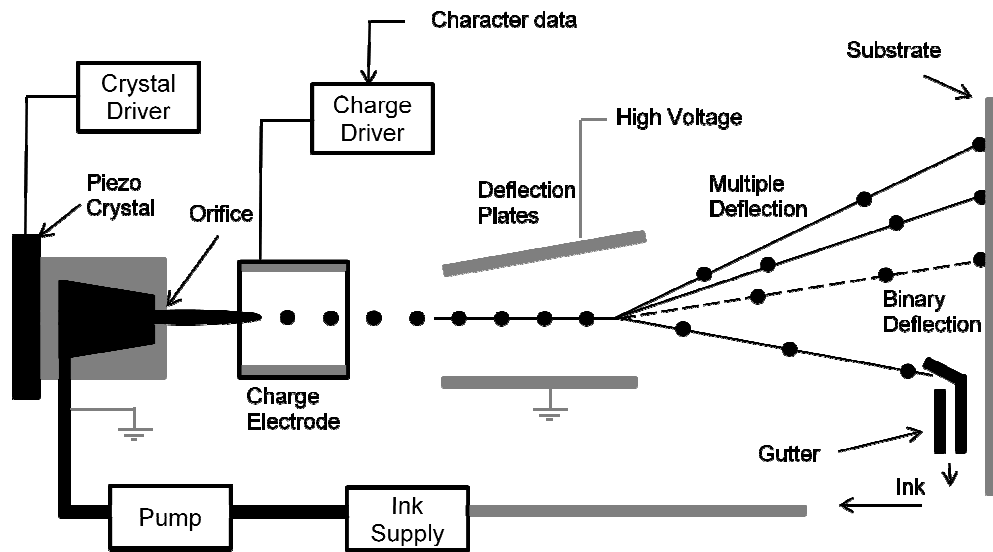 Character data
Substrate
Crystal
Driver
Charge
Driver
High Voltage
Piezo
Crystal
Orifice
Deflection
Plates
Multiple
Deflection
Binary
Deflection
Charge
Electrode
Gutter
Ink
Pump
Ink
Supply